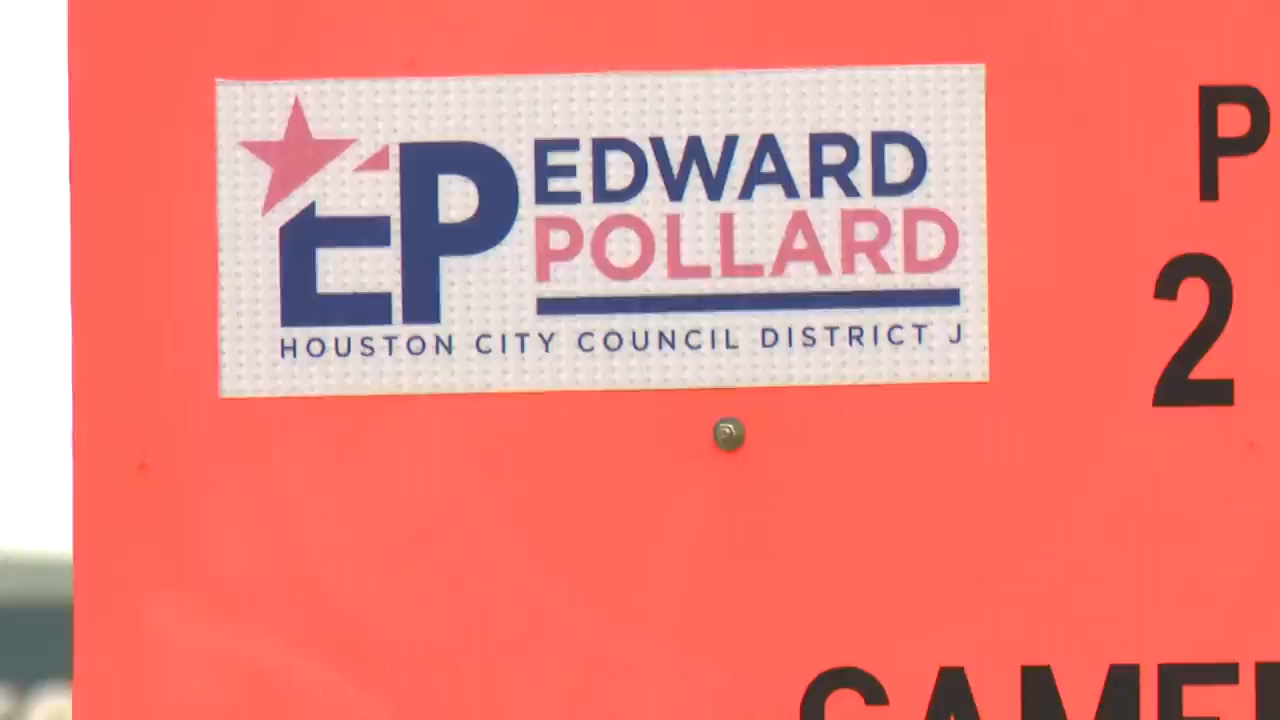 EP
EDWARD
POLLARD
HOUSTON CITY COUNCIL DISTRICT J
P
2